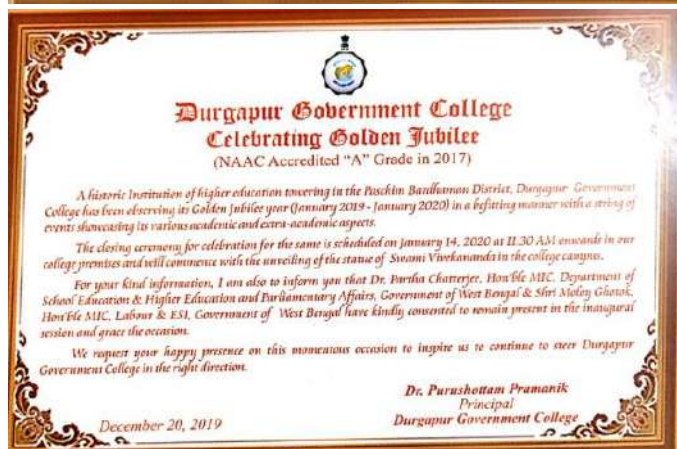 Durgapur Government College
Celebrating Golden Jubilee
(NAAC Accredited "A" Grade in 2017)
A historic Institution of higher education towering in the Paschim Bardhaman District, Durgapur Government
College has been observing its Golden Jubilee year (January 2019 - January 2020) in a befitting manner with a string of
events showcasing its various academic and extra-academic aspects.
The closing ceremony for celebration for the same is scheduled on January 14, 2020 at 11.30 AM onwards in our
college premises and will commence with the unveiling of the statue of Swami Vivekananda in the college campus.
For your kind information, I am also to inform you that Dr. Partha Chatterjee, Hon'ble MIC, Department of
School Education & Higher Education and Parliamentary Affairs, Government of West Bengal & Shri Moloy Ghatok,
Hon'ble MIC, Labour & ESI, Government of West Bengal have kindly consented to remain present in the inaugural
session and grace the occasion.
We request your happy presence on this momentous occasion to inspire us to continue to steer Durgapur
Government College in the right direction.
Dr. Purushottam Pramanik
Principal
December 20, 2019 Durgapur Government College